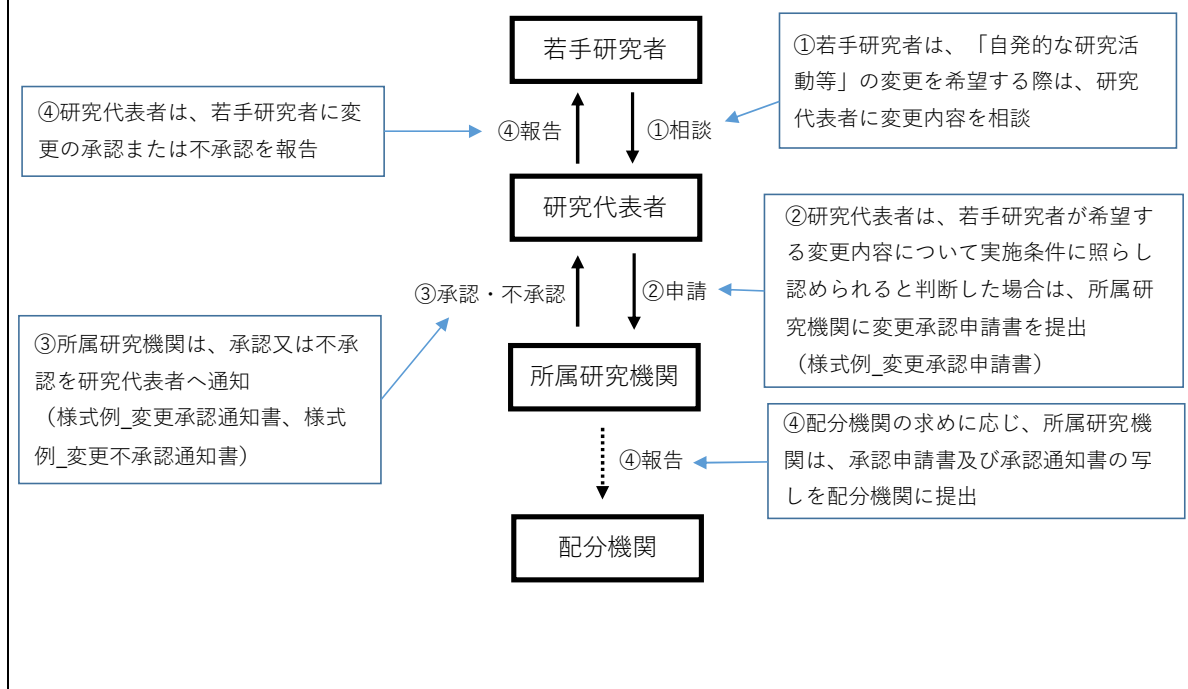 若手研究者
①若手研究者は、「自発的な研究活
動等」の変更を希望する際は、研究
代表者に変更内容を相談
④研究代表者は、若手研究者に変
更の承認または不承認を報告
④報告
①相談
研究代表者
②研究代表者は、若手研究者が希望す
る変更内容について実施条件に照らし
認められると判断した場合は、所属研
究機関に変更承認申請書を提出
（様式例_変更承認申請書）
③承認・不承認
②申請
③所属研究機関は、承認又は不承
認を研究代表者へ通知
（様式例_変更承認通知書、様式
例_変更不承認通知書）
所属研究機関
④報告
④配分機関の求めに応じ、所属研究機
関は、承認申請書及び承認通知書の写
しを配分機関に提出
配分機関